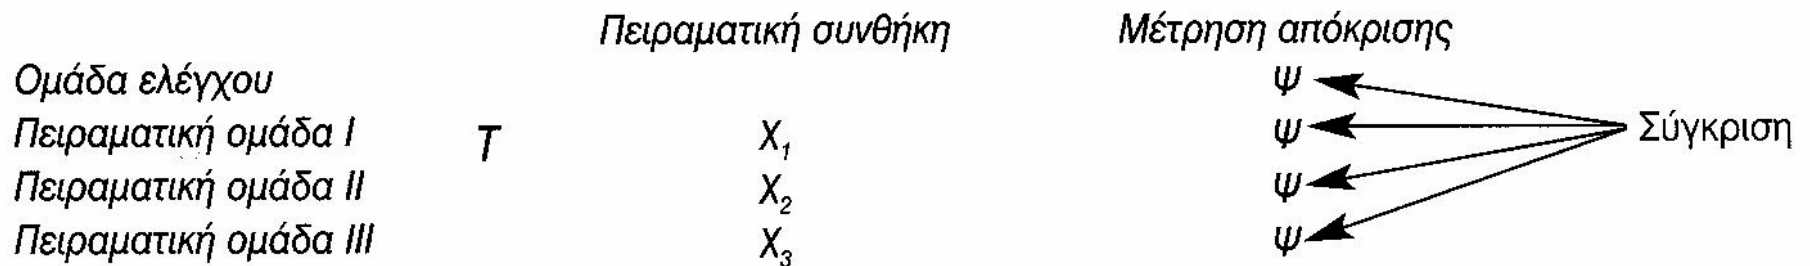 Πειραματική συνθήκη Μέτρηση απόκρισης
Ομάδα ελέγχου ψ
Πειραματική ομάδα I T X₁ ψ Σύγκριση
Πειραματική ομάδα II X₂ ψ
Πειραματική ομάδα III X₃ ψ